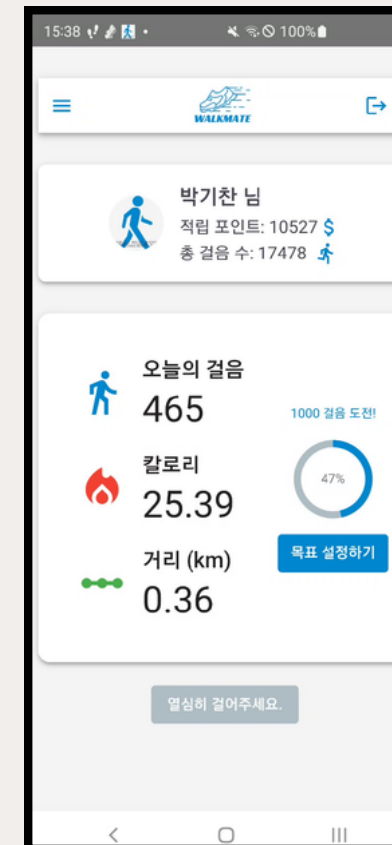 15:38
100%
WALKMATE
박기찬 님
적립 포인트: 10527
총 걸음 수: 17478
오늘의 걸음
465
1000 걸음 도전!
칼로리
47%
25.39
거리 (km)
목표 설정하기
0.36
열심히 걸어주세요.